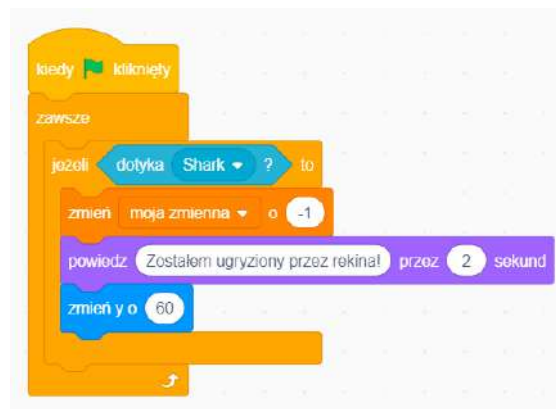 kiedy kliknięty
zawsze
jeżeli dotyka Shark ? to
zmień moja zmienna o -1
powiedz Zostałem ugryziony przez rekina! przez 2 sekund
zmień y o 60